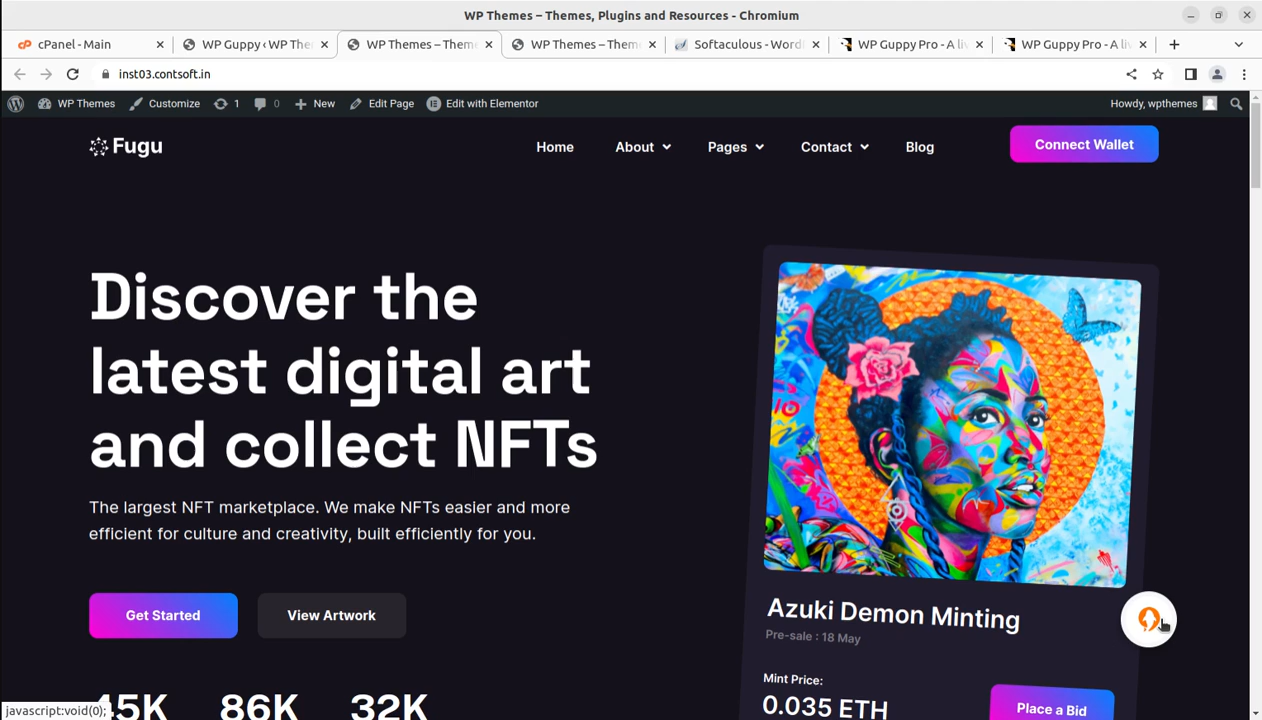 WP Themes – Themes, Plugins and Resources - Chromium
cPanel - Main
WP Guppy ‹ WP The
WP Themes – Them
WP Themes – Them
Softaculous - Word
WP Guppy Pro - A li
WP Guppy Pro - A li
inst03.contsoft.in
WP Themes Customize 1 0 New Edit Page Edit with Elementor Howdy, wpthemes
Fugu Home About Pages Contact Blog Connect Wallet
Discover the
latest digital art
and collect NFTs
The largest NFT marketplace. We make NFTs easier and more
efficient for culture and creativity, built efficiently for you.
Get Started View Artwork
45K 86K 32K
Azuki Demon Minting
Pre-sale : 18 May
Mint Price:
0.035 ETH
Place a Bid
javascript:void(0);